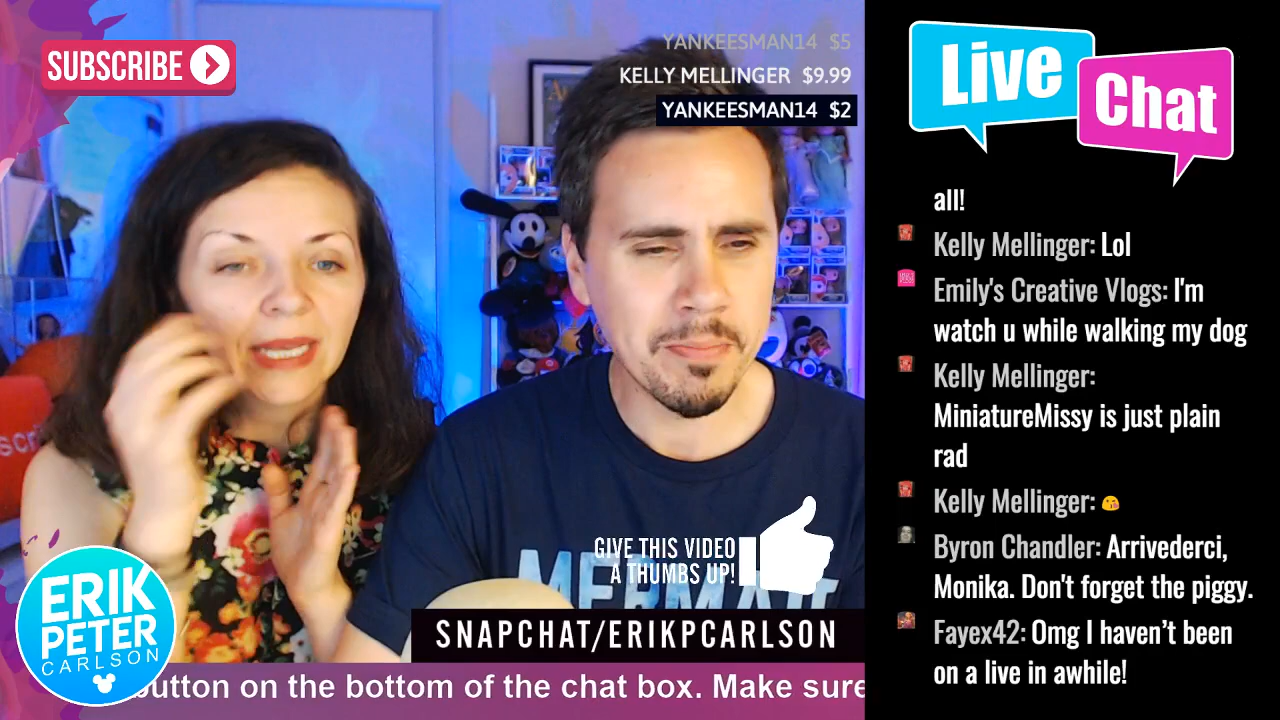 SUBSCRIBE
YANKEESMAN14 $5
KELLY MELLINGER $9.99
YANKEESMAN14 $2
GIVE THIS VIDEO
A THUMBS UP!
MERMAID
SNAPCHAT/ERIKPCARLSON
ERIK
PETER
CARLSON
button on the bottom of the chat box. Make sure
Live
Chat
all!
Kelly Mellinger: Lol
Emily's Creative Vlogs: I'm
watch u while walking my dog
Kelly Mellinger:
MiniatureMissy is just plain
rad
Kelly Mellinger: 😘
Byron Chandler: Arrivederci,
Monika. Don't forget the piggy.
Fayex42: Omg I haven't been
on a live in awhile!